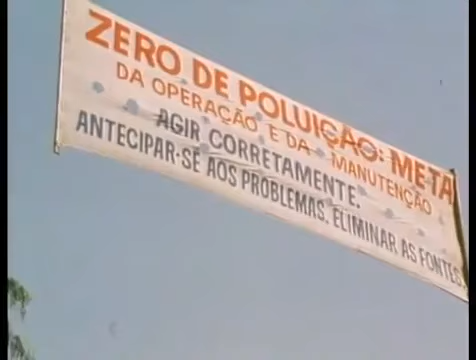 ZERO DE POLUIÇÃO: META
DA OPERAÇÃO E DA MANUTENÇÃO
AGIR CORRETAMENTE.
ANTECIPAR-SE AOS PROBLEMAS. ELIMINAR AS FONTES.